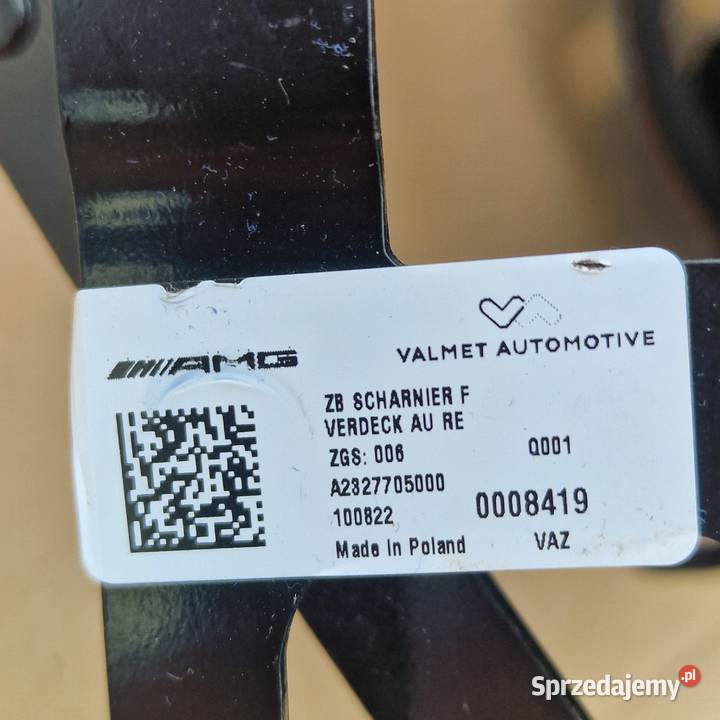 AMG
VALMET AUTOMOTIVE
ZB SCHARNIER F
VERDECK AU RE
ZGS: 006 Q001
A2327705000
100822 0008419
Made in Poland VAZ
Sprzedajemy.pl